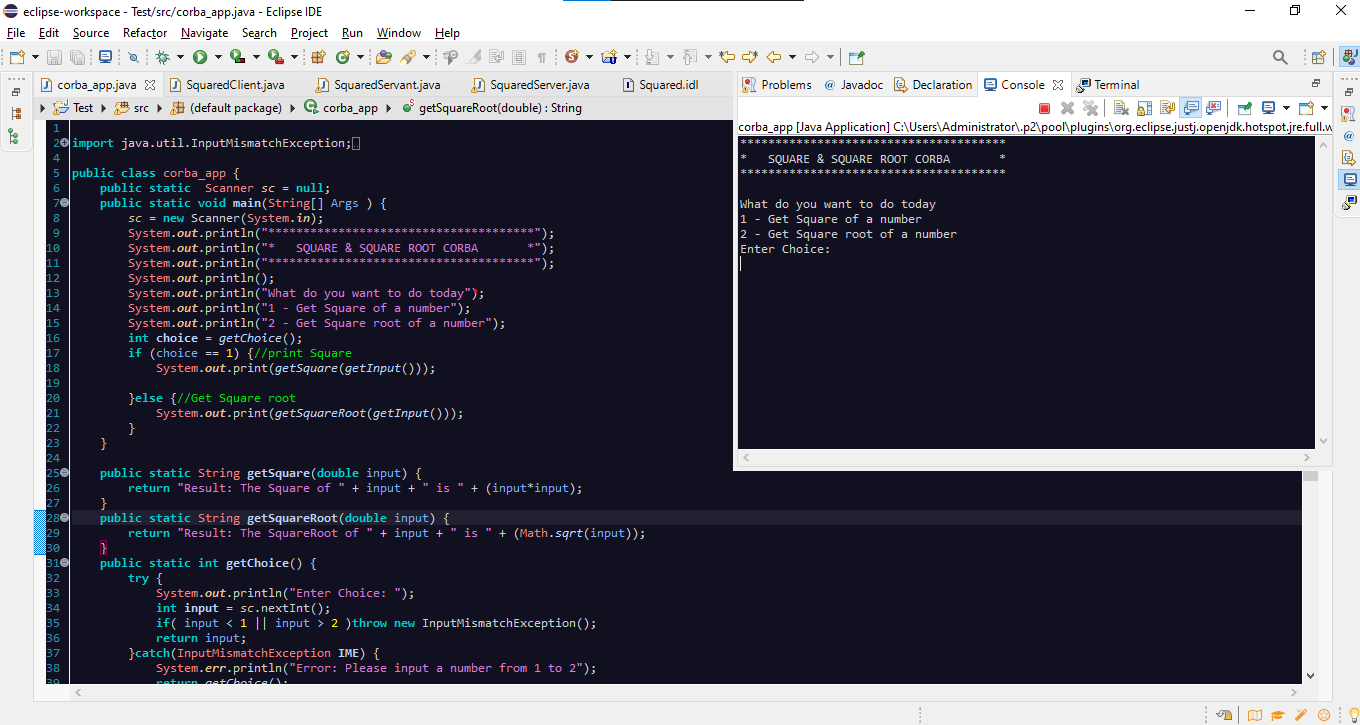 eclipse-workspace - Test/src/corba_app.java - Eclipse IDE
File Edit Source Refactor Navigate Search Project Run Window Help
corba_app.java SquaredClient.java SquaredServant.java SquaredServer.java Squared.idl
Test src (default package) corba_app getSquareRoot(double) : String
1
2 import java.util.InputMismatchException;
4
5 public class corba_app {
6 public static  Scanner sc = null;
7 public static void main(String[] Args ) {
8 sc = new Scanner(System.in);
9 System.out.println("**************************************");
10 System.out.println("*   SQUARE & SQUARE ROOT CORBA       *");
11 System.out.println("**************************************");
12 System.out.println();
13 System.out.println("What do you want to do today");
14 System.out.println("1 - Get Square of a number");
15 System.out.println("2 - Get Square root of a number");
16 int choice = getChoice();
17 if (choice == 1) {//print Square
18 System.out.print(getSquare(getInput()));
19
20 }else {//Get Square root
21 System.out.print(getSquareRoot(getInput()));
22 }
23 }
24
25 public static String getSquare(double input) {
26 return "Result: The Square of " + input + " is " + (input*input);
27 }
28 public static String getSquareRoot(double input) {
29 return "Result: The SquareRoot of " + input + " is " + (Math.sqrt(input));
30 }
31 public static int getChoice() {
32 try {
33 System.out.println("Enter Choice: ");
34 int input = sc.nextInt();
35 if( input < 1 || input > 2 )throw new InputMismatchException();
36 return input;
37 }catch(InputMismatchException IME) {
38 System.err.println("Error: Please input a number from 1 to 2");
39 return getChoice();
Problems @ Javadoc Declaration Console Terminal
corba_app [Java Application] C:\Users\Administrator\.p2\pool\plugins\org.eclipse.justj.openjdk.hotspot.jre.full.w
**************************************
*   SQUARE & SQUARE ROOT CORBA       *
**************************************
What do you want to do today
1 - Get Square of a number
2 - Get Square root of a number
Enter Choice: